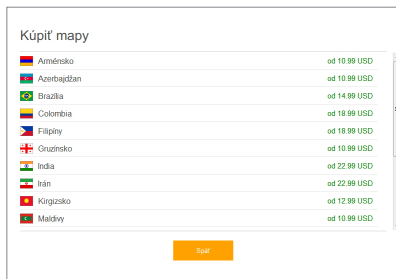 Kúpiť mapy
Arménsko od 10.99 USD
Azerbajdžan od 10.99 USD
Brazília od 14.99 USD
Colombia od 18.99 USD
Filipíny od 18.99 USD
Gruzínsko od 10.99 USD
India od 22.99 USD
Irán od 22.99 USD
Kirgizsko od 12.99 USD
Maldivy od 10.99 USD
Späť